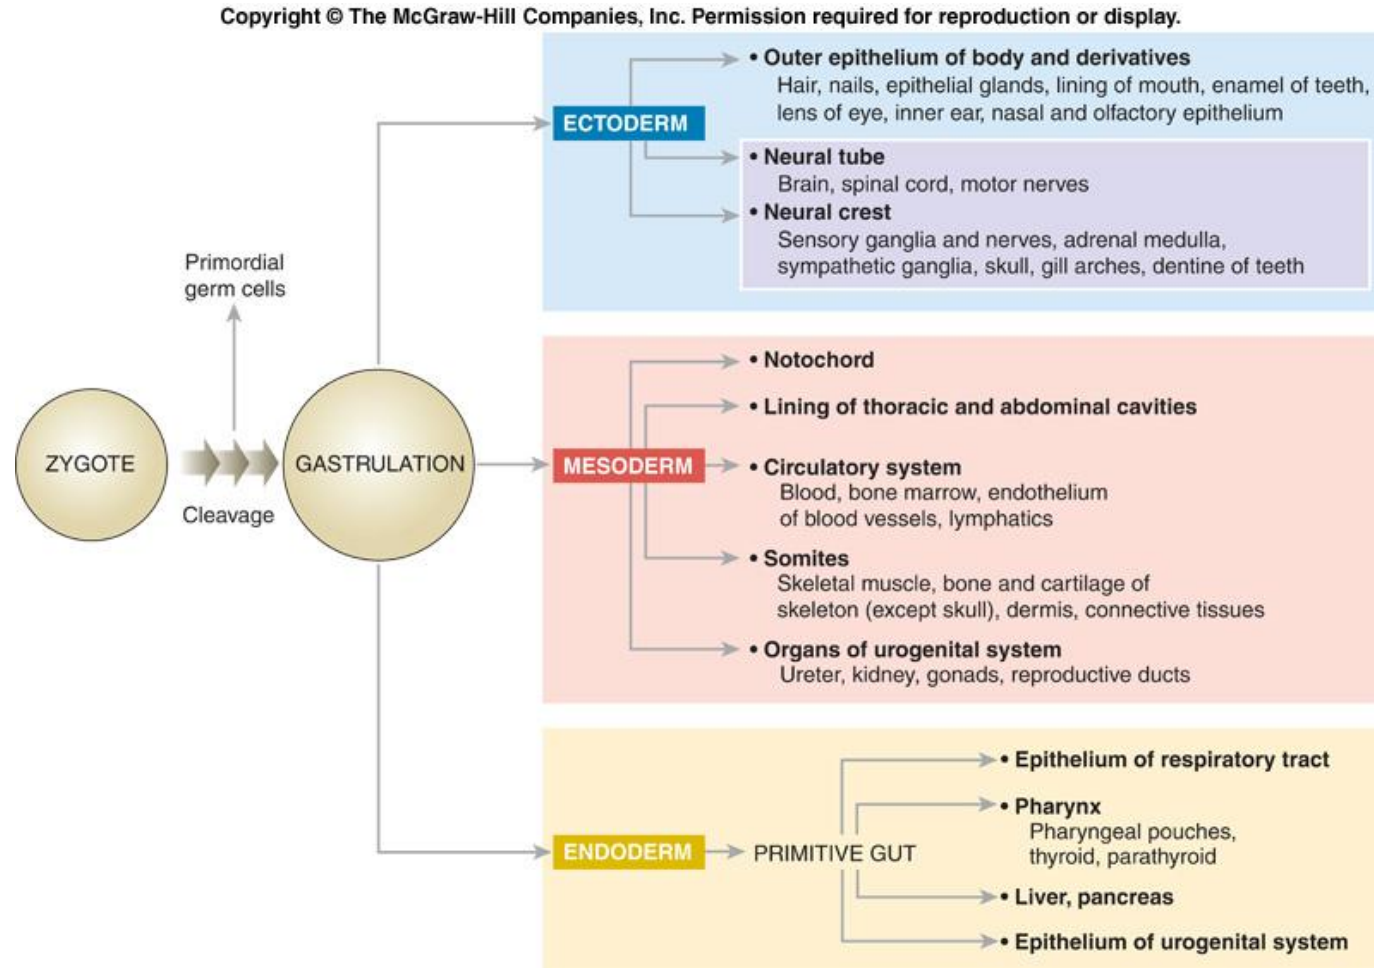 Copyright © The McGraw-Hill Companies, Inc. Permission required for reproduction or display.
ZYGOTE
Cleavage
Primordial
germ cells
GASTRULATION
ECTODERM
• Outer epithelium of body and derivatives
Hair, nails, epithelial glands, lining of mouth, enamel of teeth,
lens of eye, inner ear, nasal and olfactory epithelium
• Neural tube
Brain, spinal cord, motor nerves
• Neural crest
Sensory ganglia and nerves, adrenal medulla,
sympathetic ganglia, skull, gill arches, dentine of teeth
MESODERM
• Notochord
• Lining of thoracic and abdominal cavities
• Circulatory system
Blood, bone marrow, endothelium
of blood vessels, lymphatics
• Somites
Skeletal muscle, bone and cartilage of
skeleton (except skull), dermis, connective tissues
• Organs of urogenital system
Ureter, kidney, gonads, reproductive ducts
ENDODERM
PRIMITIVE GUT
• Epithelium of respiratory tract
• Pharynx
Pharyngeal pouches,
thyroid, parathyroid
• Liver, pancreas
• Epithelium of urogenital system